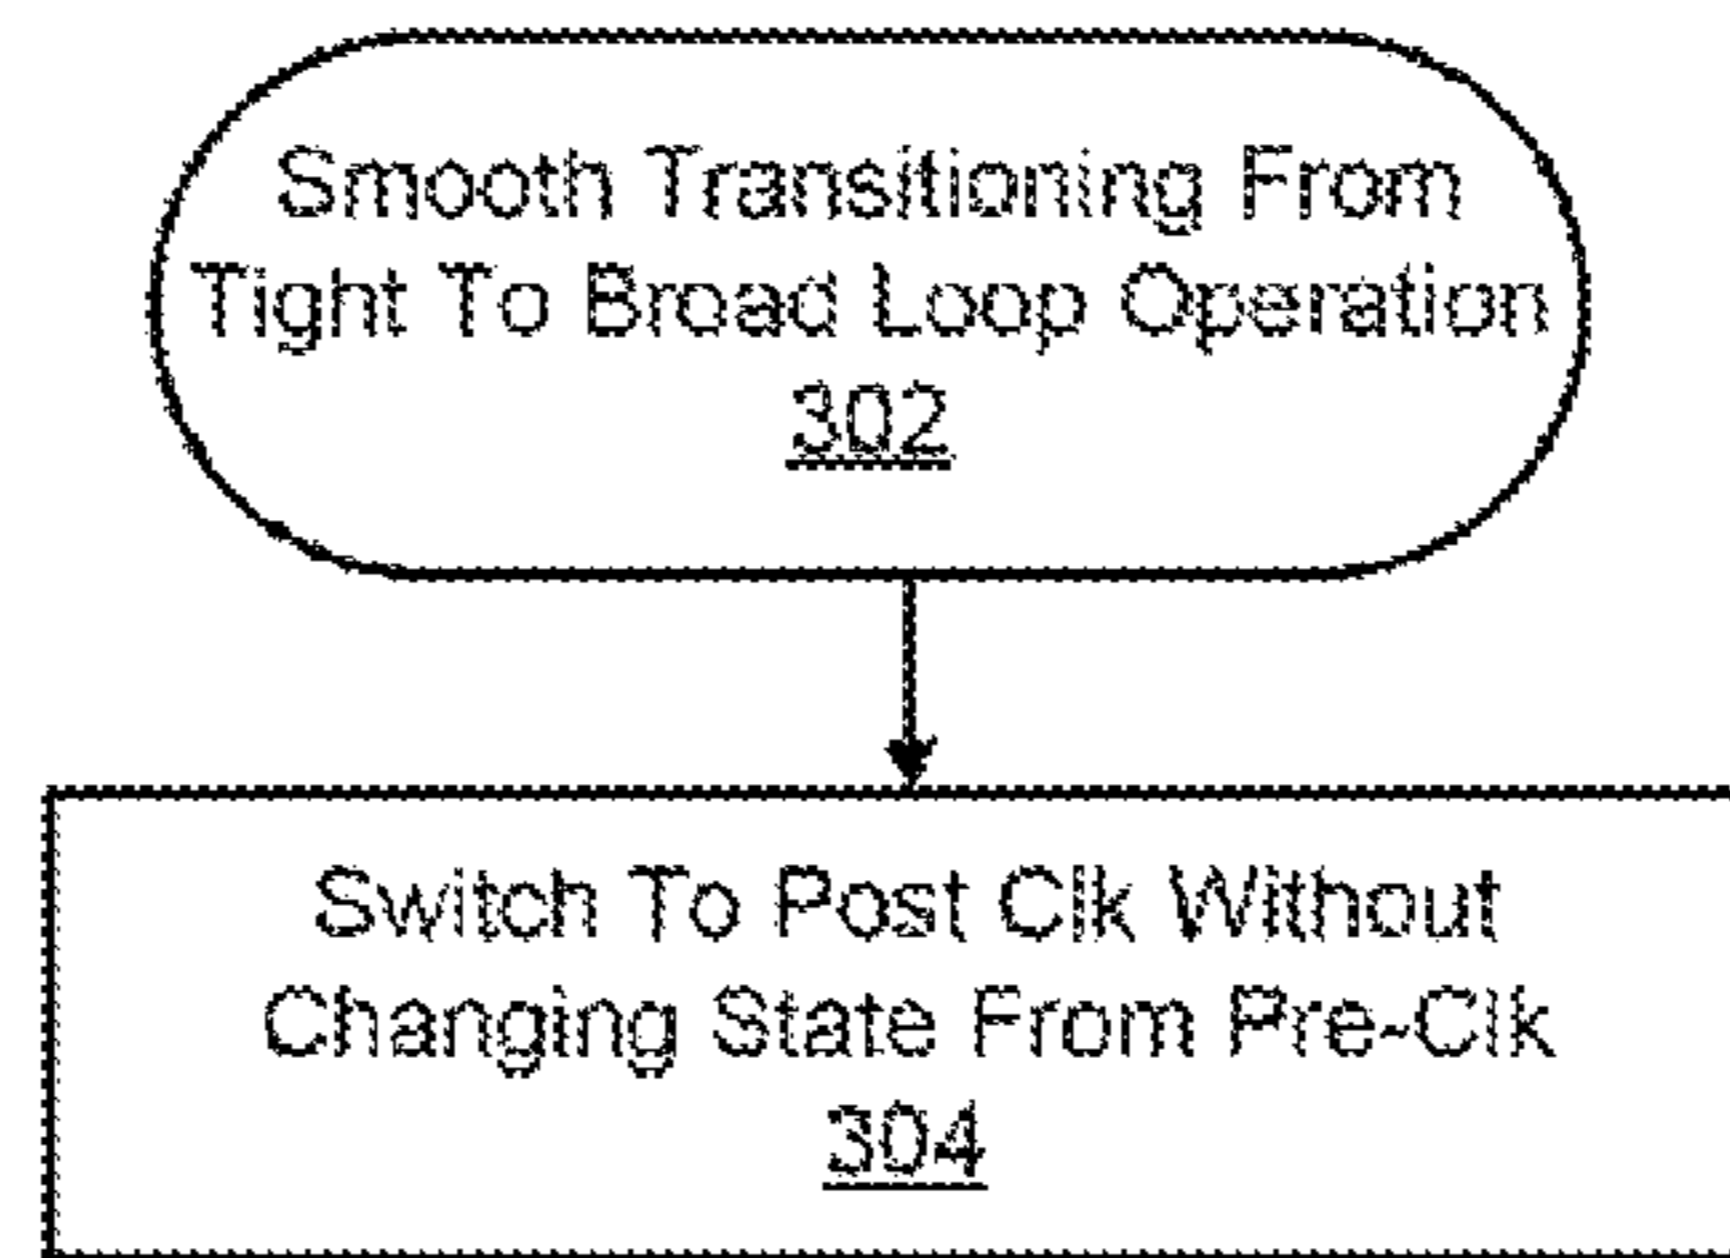 Smooth Transitioning From
Tight To Broad Loop Operation
302
Switch To Post Clk Without
Changing State From Pre-Clk
304